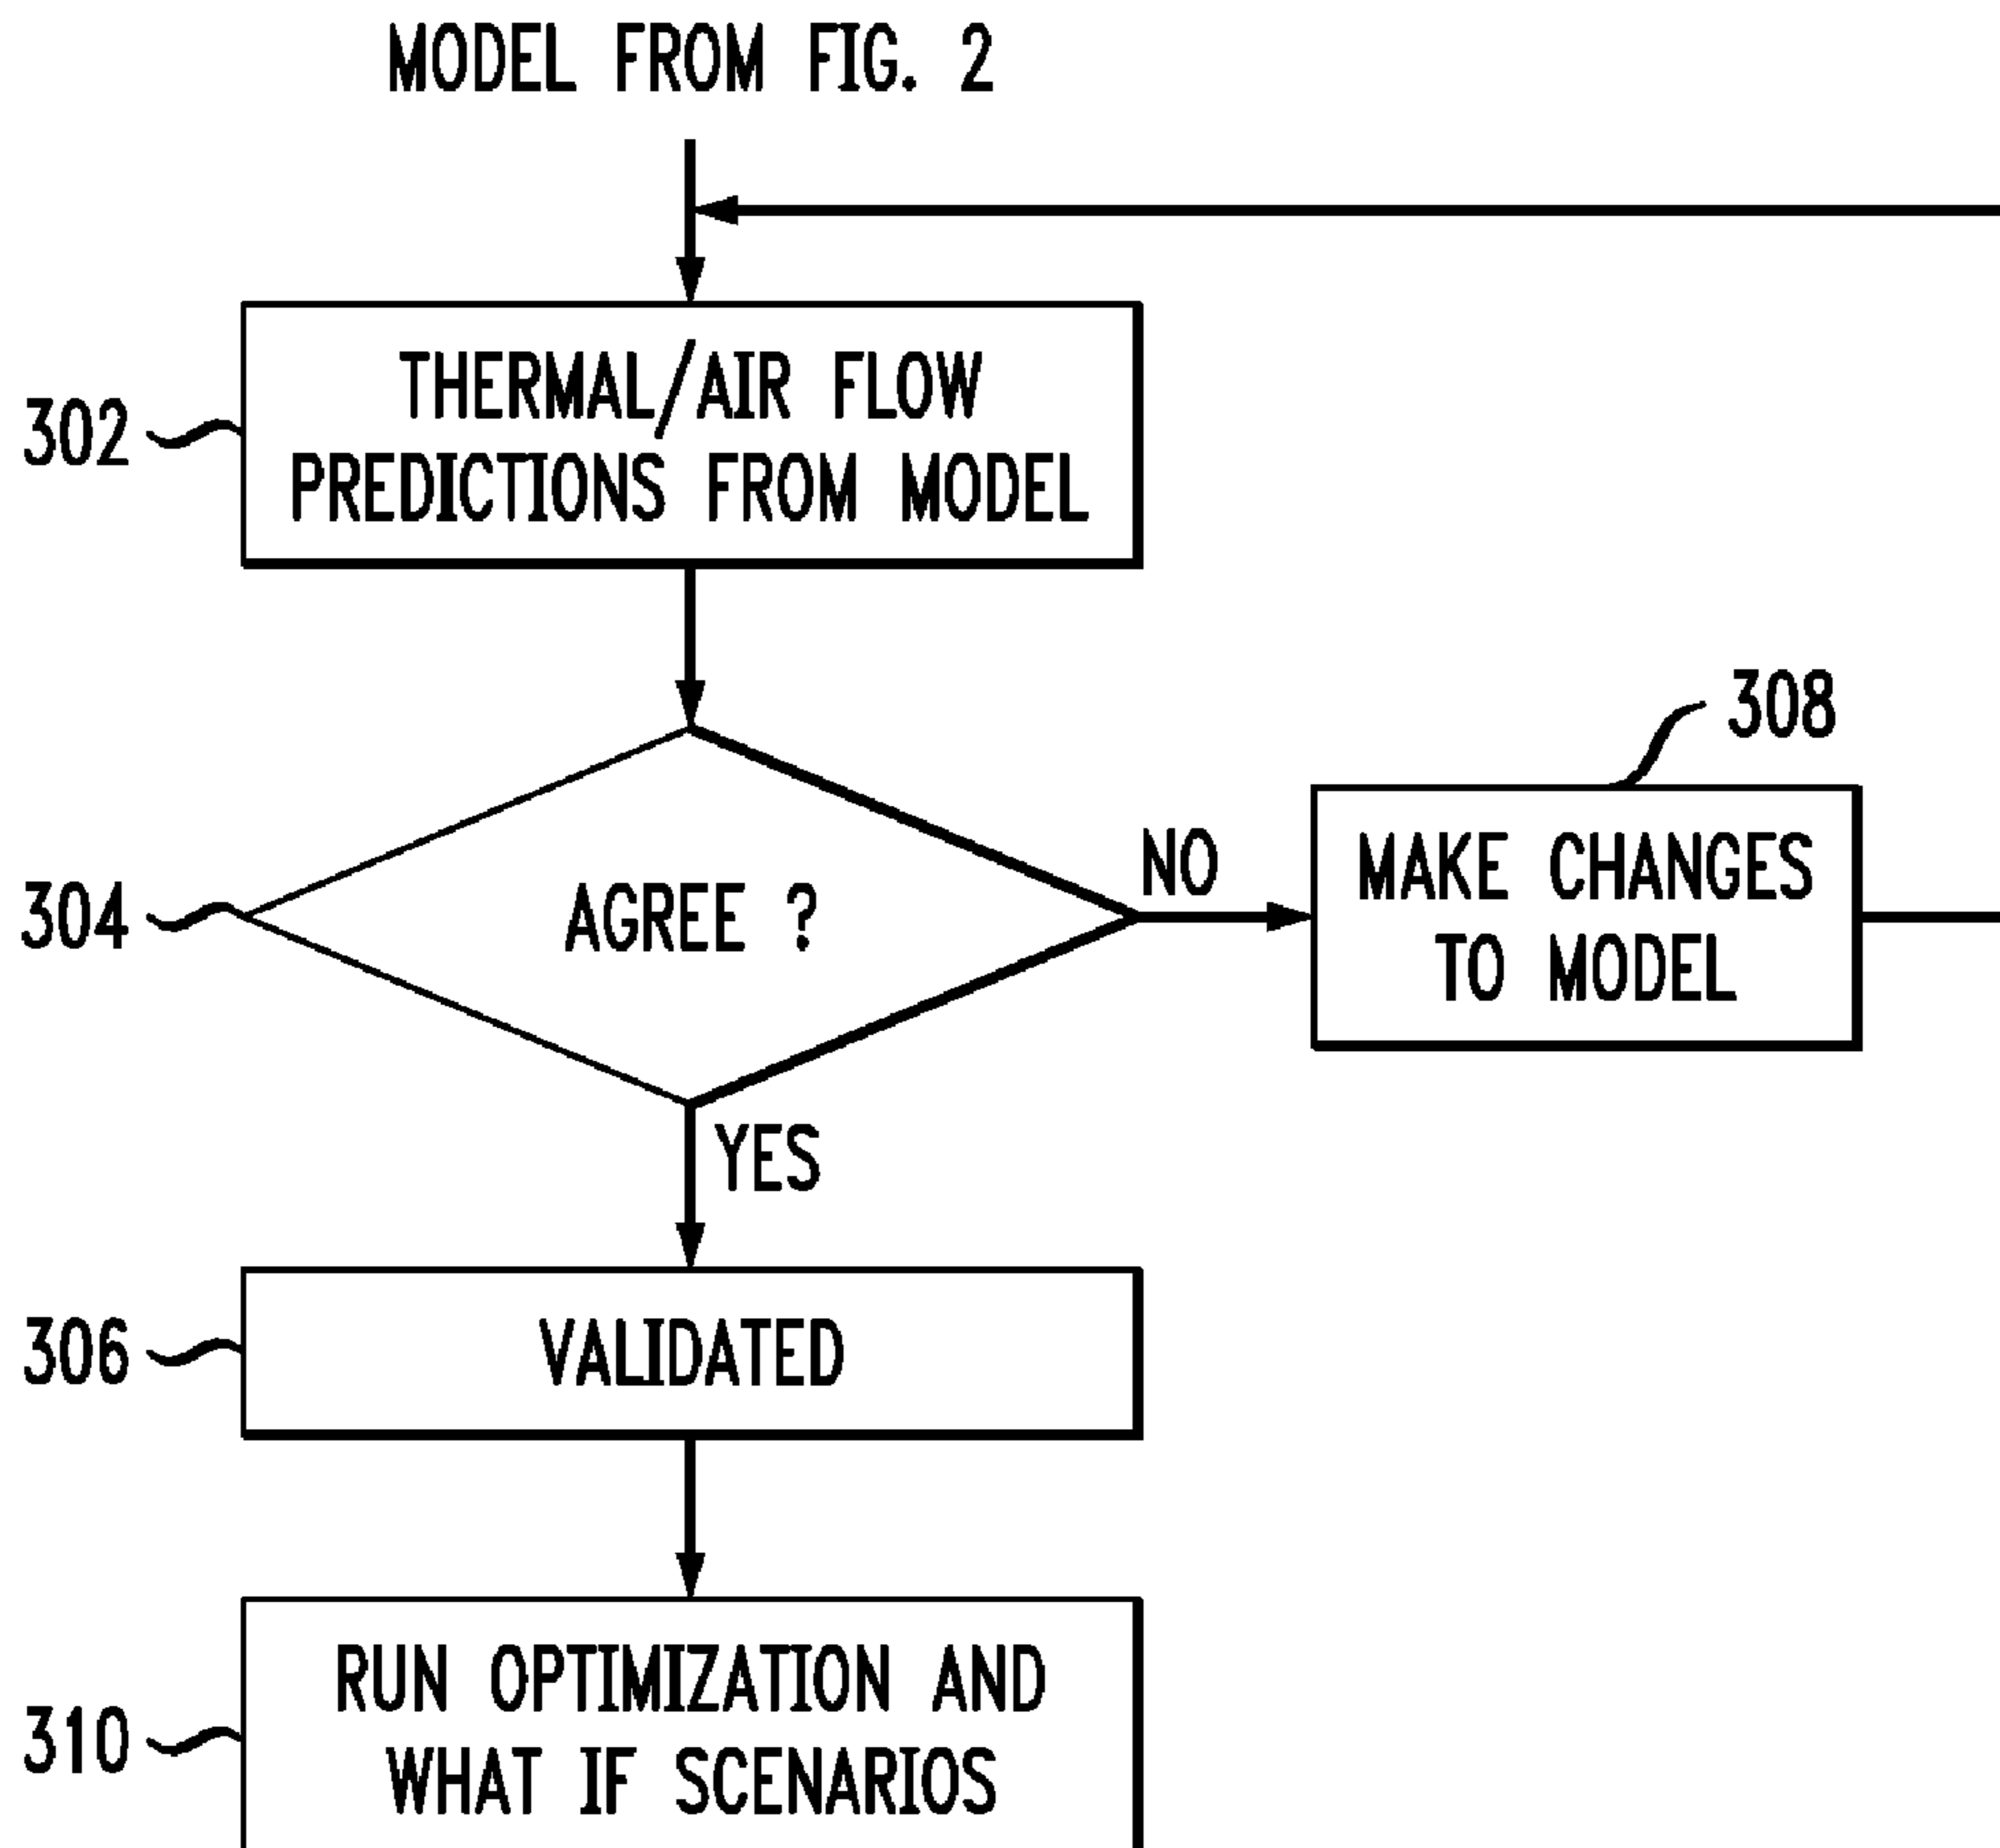 MODEL FROM FIG. 2
302
THERMAL/AIR FLOW
PREDICTIONS FROM MODEL
304
AGREE ?
NO
308
MAKE CHANGES
TO MODEL
YES
306
VALIDATED
310
RUN OPTIMIZATION AND
WHAT IF SCENARIOS